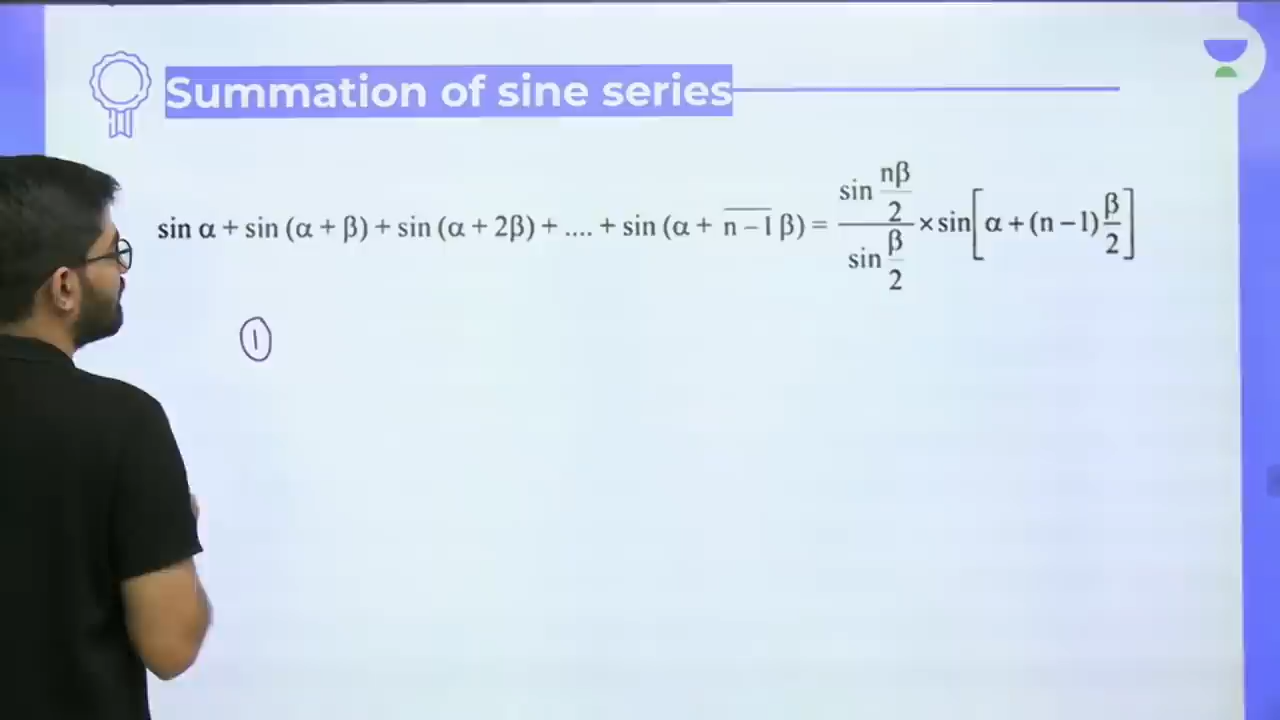 Summation of sine series
sin α + sin (α + β) + sin (α + 2β) + .... + sin (α + n̅ ̅–̅ ̅1̅ β) = sin nβ/2 / sin β/2 × sin[α + (n – 1) β/2]
①